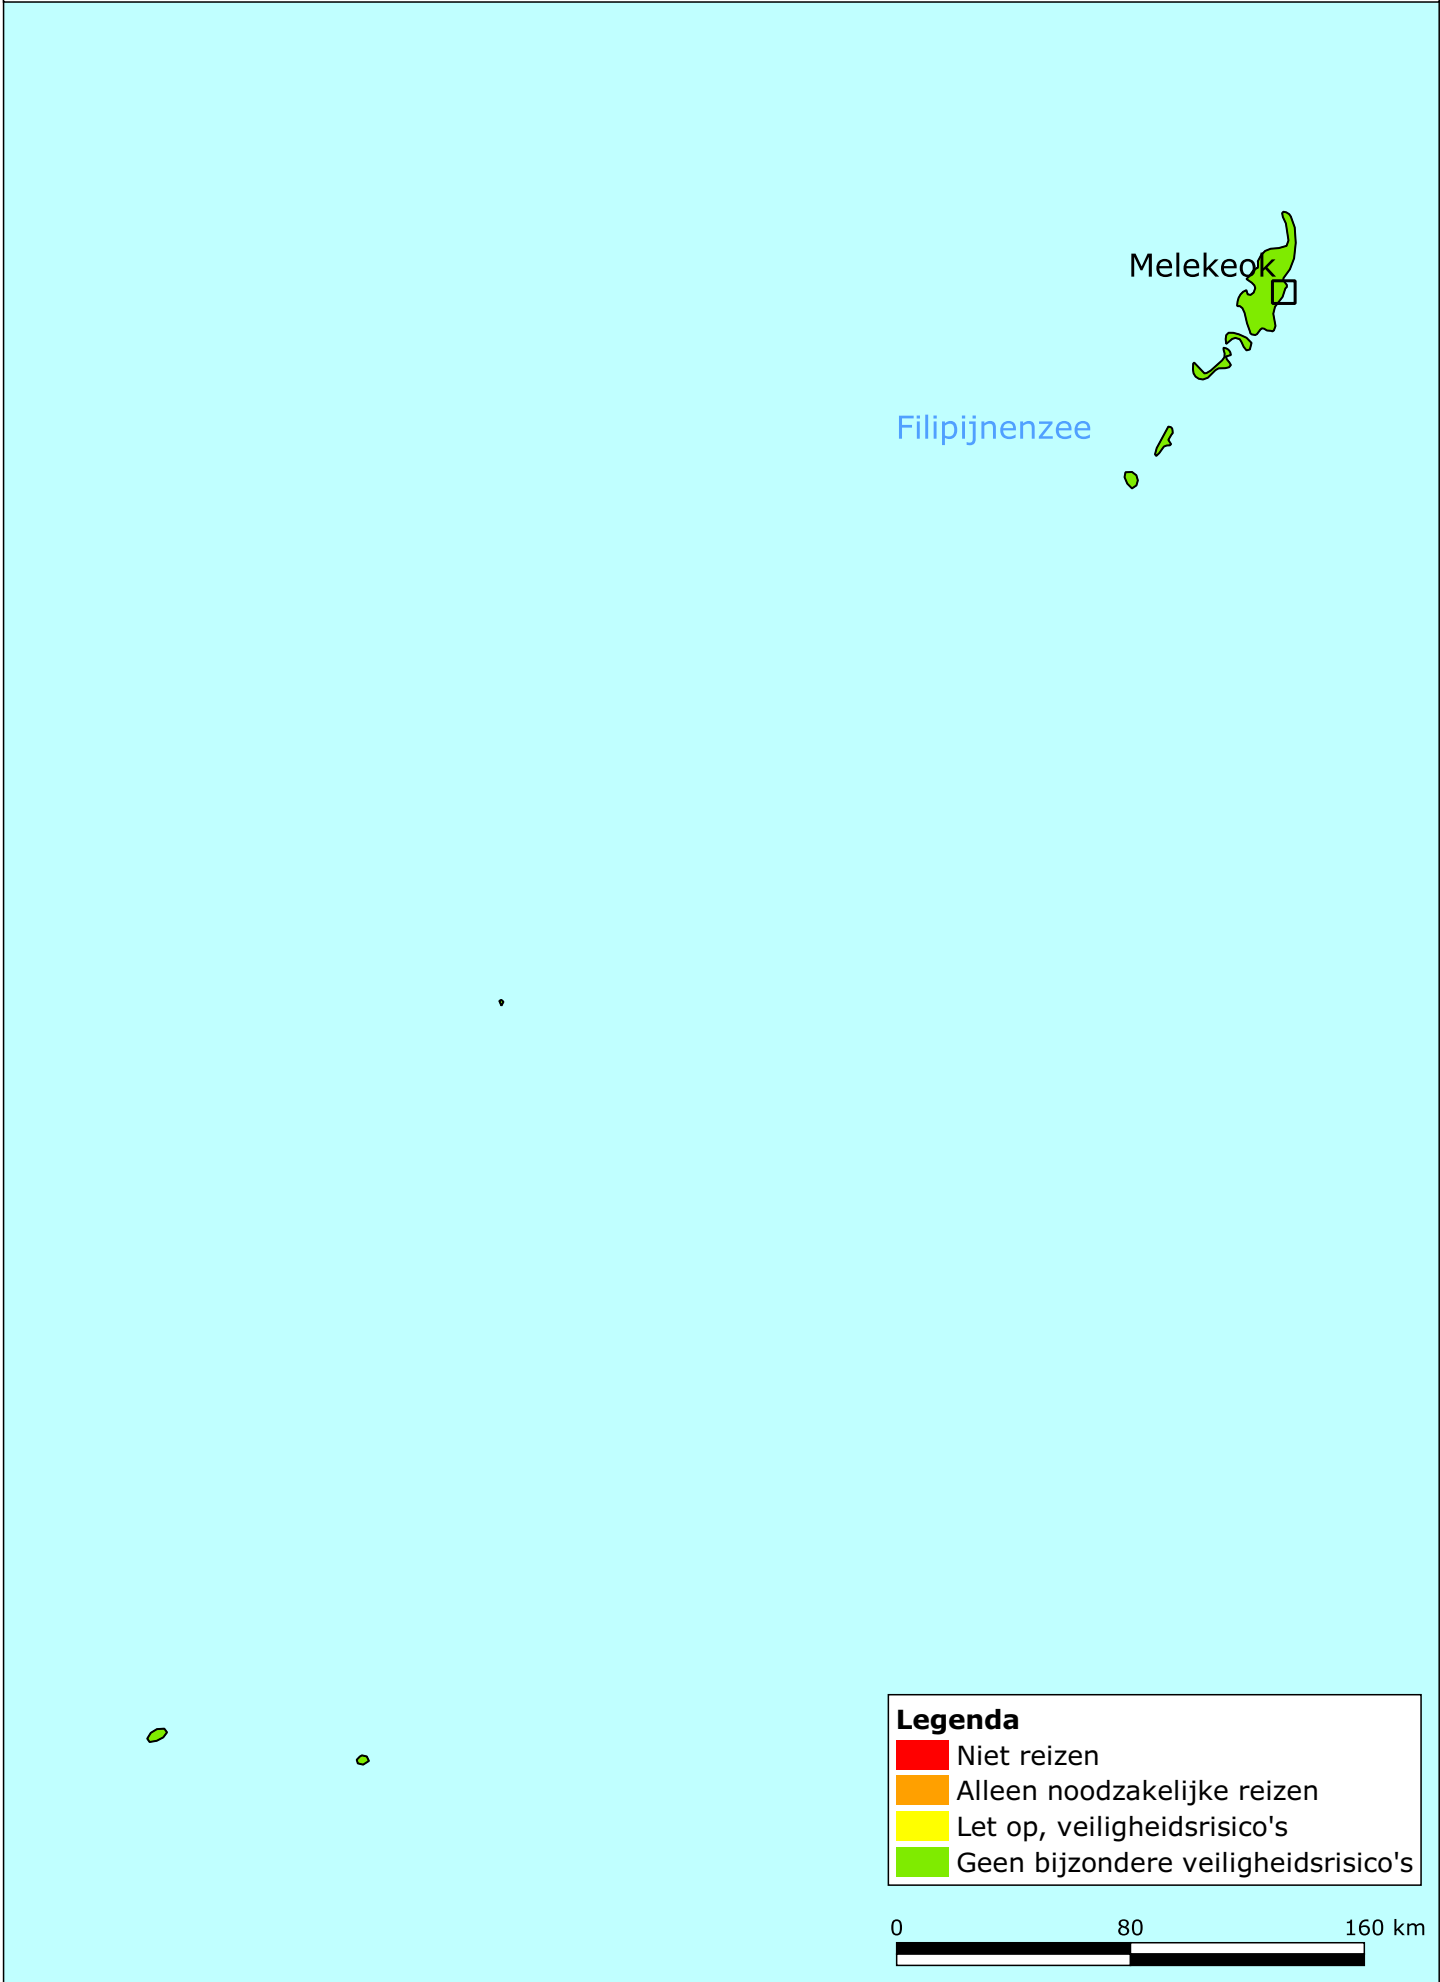 Melekeok
Filipijnenzee
Legenda
Niet reizen
Alleen noodzakelijke reizen
Let op, veiligheidsrisico's
Geen bijzondere veiligheidsrisico's
0 80 160 km